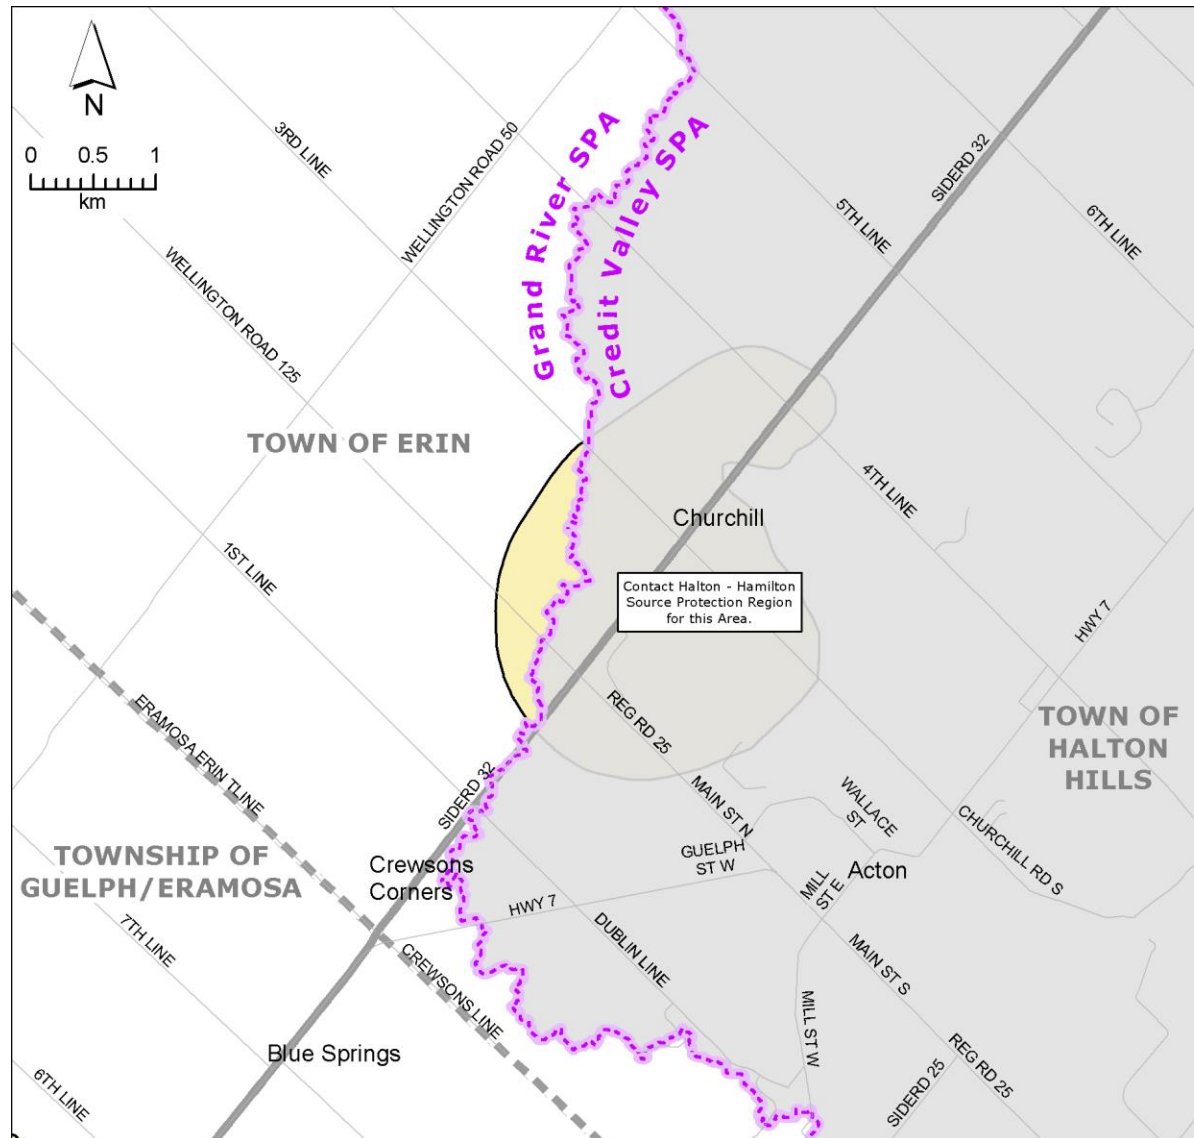 N
0 0.5 1
km
3RD LINE
WELLINGTON ROAD 50
Grand River SPA
Credit Valley SPA
SIDERD 32
5TH LINE
6TH LINE
WELLINGTON ROAD 125
TOWN OF ERIN
4TH LINE
Churchill
1ST LINE
Contact Halton - Hamilton
Source Protection Region
for this Area.
HWY 7
ERAMOSA ERIN TLINE
REG RD 25
TOWN OF
HALTON
HILLS
SIDERD 32
MAIN ST N
WALLACE
ST
CHURCHILL RD S
TOWNSHIP OF
GUELPH/ERAMOSA
Crewsons
Corners
GUELPH
ST W
MILL
ST E
Acton
HWY 7
7TH LINE
DUBLIN LINE
MAIN ST S
CREWSONS LINE
MILL ST W
Blue Springs
REG RD 25
SIDERD 25
6TH LINE